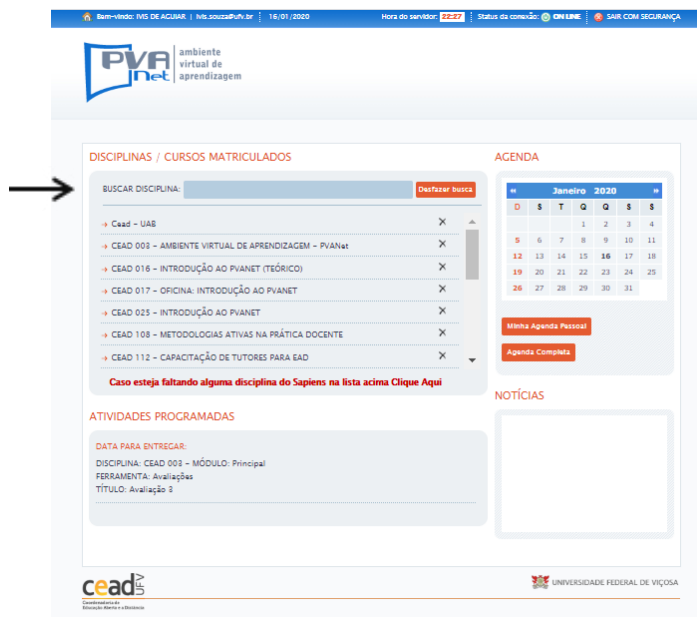 Bem-vindo: IVIS DE AGUIAR | ivis.souza@ufv.br 16/01/2020 Hora do servidor: 22:27 Status da conexão: ON LINE SAIR COM SEGURANÇA
PVA Net
ambiente
virtual de
aprendizagem
DISCIPLINAS / CURSOS MATRICULADOS
BUSCAR DISCIPLINA: Desfazer busca
Cead - UAB
CEAD 003 - AMBIENTE VIRTUAL DE APRENDIZAGEM - PVANet
CEAD 016 - INTRODUÇÃO AO PVANET (TEÓRICO)
CEAD 017 - OFICINA: INTRODUÇÃO AO PVANET
CEAD 025 - INTRODUÇÃO AO PVANET
CEAD 108 - METODOLOGIAS ATIVAS NA PRÁTICA DOCENTE
CEAD 112 - CAPACITAÇÃO DE TUTORES PARA EAD
Caso esteja faltando alguma disciplina do Sapiens na lista acima Clique Aqui
ATIVIDADES PROGRAMADAS
DATA PARA ENTREGAR:
DISCIPLINA: CEAD 003 - MÓDULO: Principal
FERRAMENTA: Avaliações
TÍTULO: Avaliação 3
AGENDA
« Janeiro 2020 »
D S T Q Q S S
1 2 3 4
5 6 7 8 9 10 11
12 13 14 15 16 17 18
19 20 21 22 23 24 25
26 27 28 29 30 31
Minha Agenda Pessoal
Agenda Completa
NOTÍCIAS
cead UFV
Coordenadoria de
Educação Aberta e a Distância
UNIVERSIDADE FEDERAL DE VIÇOSA